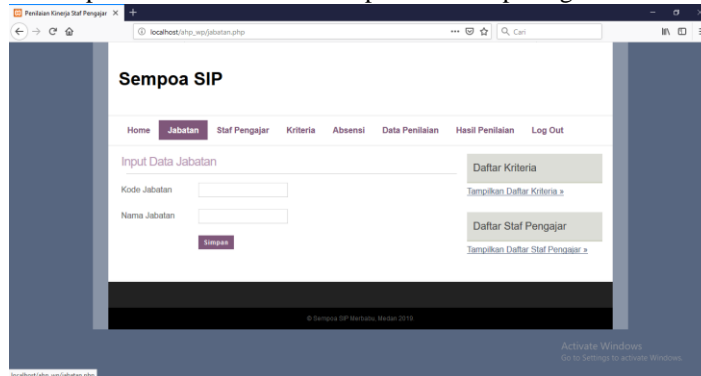 Penilaian Kinerja Staf Pengajar
localhost/ahp_wp/jabatan.php
Cari
Sempoa SIP
Home Jabatan Staf Pengajar Kriteria Absensi Data Penilaian Hasil Penilaian Log Out
Input Data Jabatan
Kode Jabatan
Nama Jabatan
Simpan
Daftar Kriteria
Tampilkan Daftar Kriteria »
Daftar Staf Pengajar
Tampilkan Daftar Staf Pengajar »
© Sempoa SIP Merbabu, Medan 2019
Activate Windows
Go to Settings to activate Windows.
localhost/ahp_wp/jabatan.php